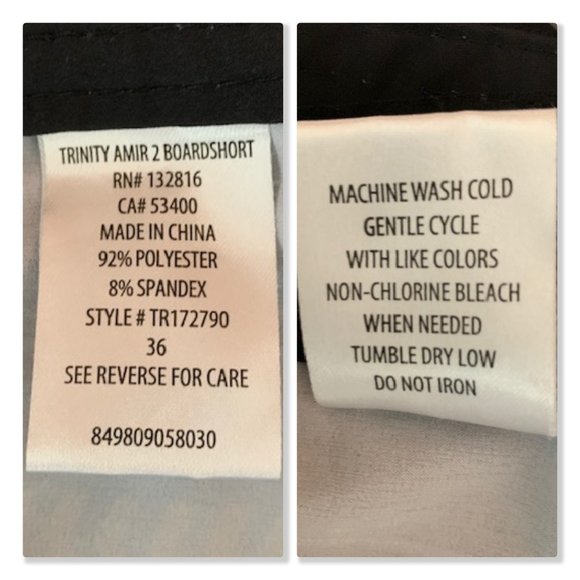 TRINITY AMIR 2 BOARDSHORT
RN# 132816
CA# 53400
MADE IN CHINA
92% POLYESTER
8% SPANDEX
STYLE # TR172790
36
SEE REVERSE FOR CARE
849809058030
MACHINE WASH COLD
GENTLE CYCLE
WITH LIKE COLORS
NON-CHLORINE BLEACH
WHEN NEEDED
TUMBLE DRY LOW
DO NOT IRON